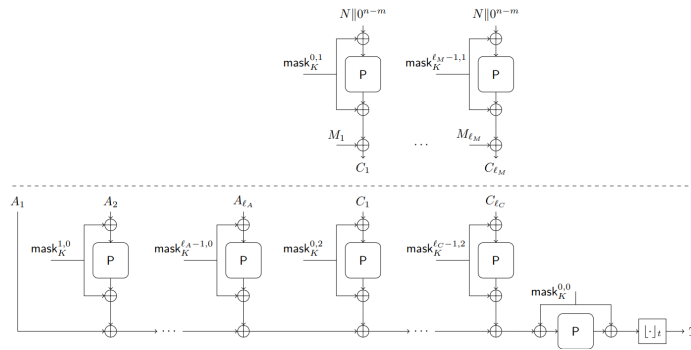 N‖0ⁿ⁻ᵐ N‖0ⁿ⁻ᵐ
mask_K^{0,1} P mask_K^{ℓ_M−1,1} P
M_1 ··· M_{ℓ_M}
C_1 C_{ℓ_M}
A_1 A_2 A_{ℓ_A} C_1 C_{ℓ_C}
mask_K^{1,0} P mask_K^{ℓ_A−1,0} P mask_K^{0,2} P mask_K^{ℓ_C−1,2} P
mask_K^{0,0}
··· ··· P ⌊·⌋_t